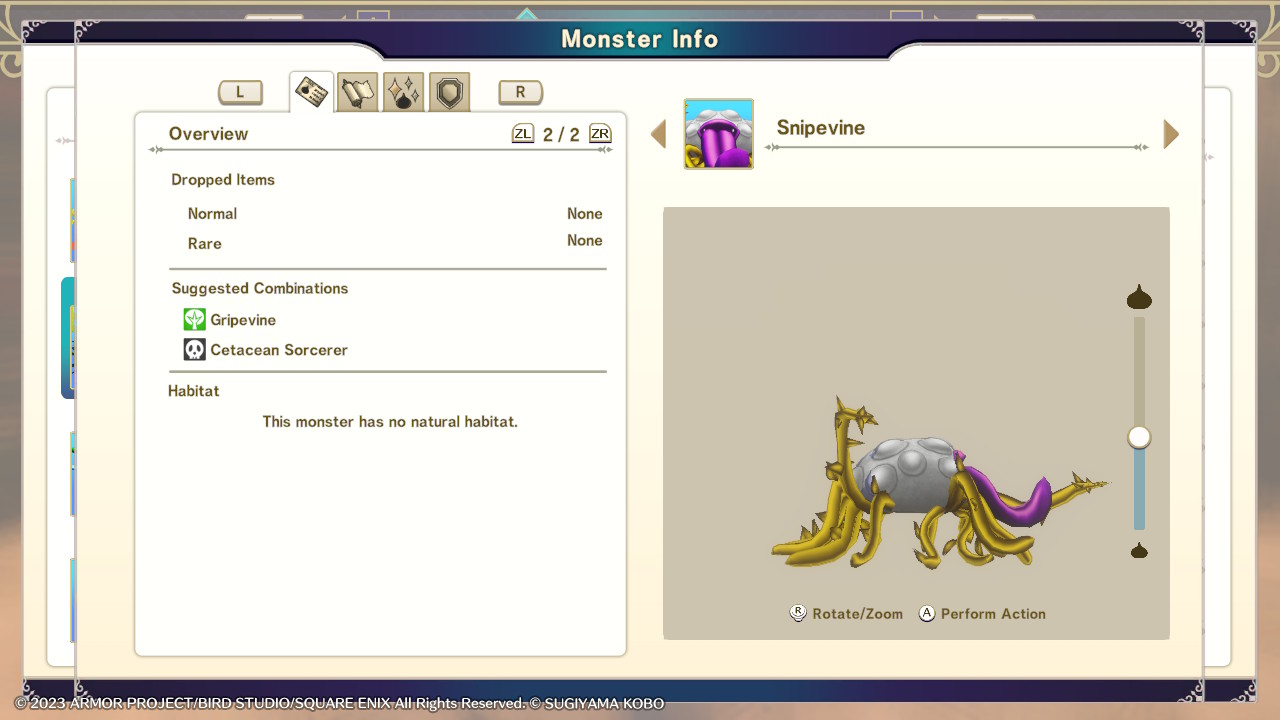 Monster Info
L
R
Overview
ZL 2 / 2 ZR
Dropped Items
Normal None
Rare None
Suggested Combinations
Gripevine
Cetacean Sorcerer
Habitat
This monster has no natural habitat.
Snipevine
R Rotate/Zoom A Perform Action
© 2023 ARMOR PROJECT/BIRD STUDIO/SQUARE ENIX All Rights Reserved. © SUGIYAMA KOBO